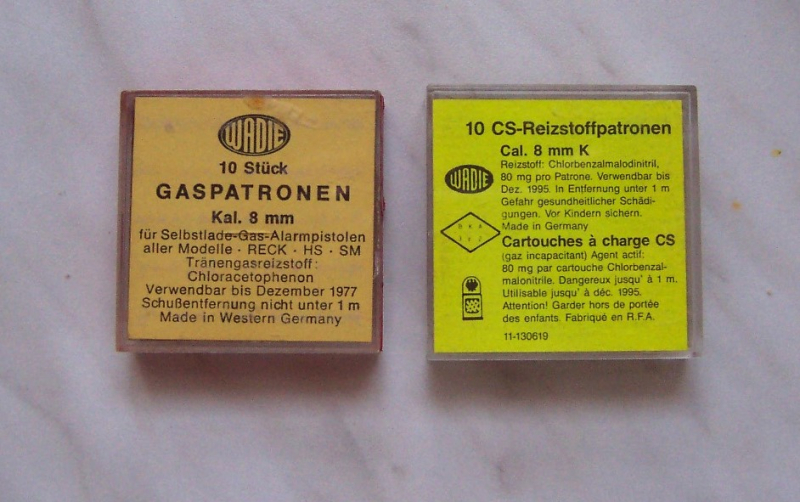 WADIE
10 Stück
GASPATRONEN
Kal. 8 mm
für Selbstlade-Gas-Alarmpistolen
aller Modelle · RECK · HS · SM
Tränengasreizstoff:
Chloracetophenon
Verwendbar bis Dezember 1977
Schußentfernung nicht unter 1 m
Made in Western Germany
10 CS-Reizstoffpatronen
Cal. 8 mm K
WADIE
Reizstoff: Chlorbenzalmalodinitril,
80 mg pro Patrone. Verwendbar bis
Dez. 1995. In Entfernung unter 1 m
Gefahr gesundheitlicher Schädi-
gungen. Vor Kindern sichern.
Made in Germany
Cartouches à charge CS
(gaz incapacitant) Agent actif:
80 mg par cartouche Chlorbenzal-
malonitrile. Dangereux jusqu' à 1 m.
Utilisable jusqu' à déc. 1995.
Attention! Garder hors de portée
des enfants. Fabriqué en R.F.A.
11-130619